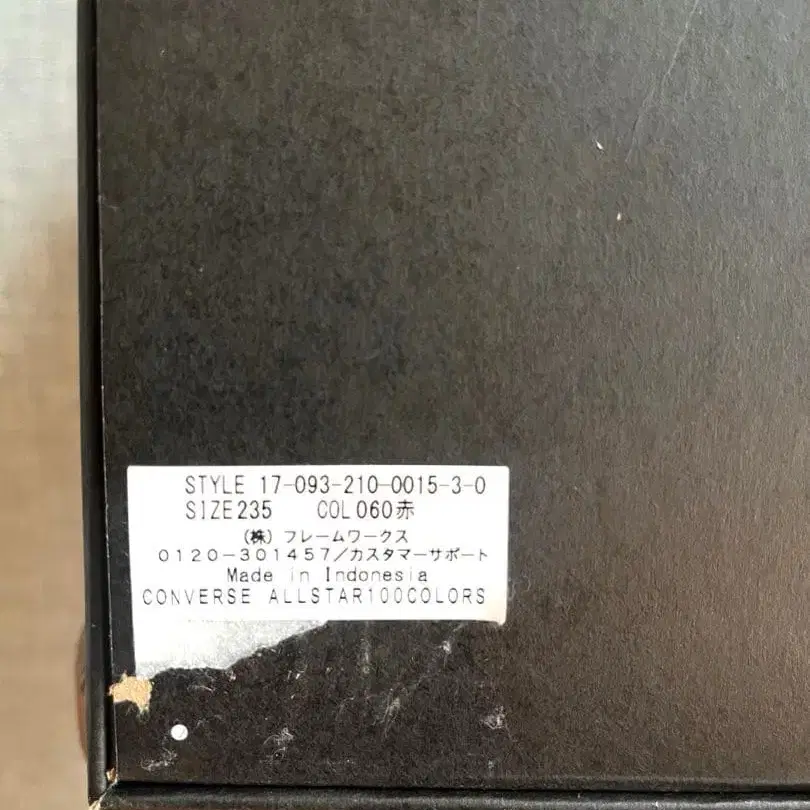 STYLE 17-093-210-0015-3-0
SIZE235 COL060赤
（株）フレームワークス
０１２０－３０１４５７／カスタマーサポート
Made in Indonesia
CONVERSE ALLSTAR100COLORS